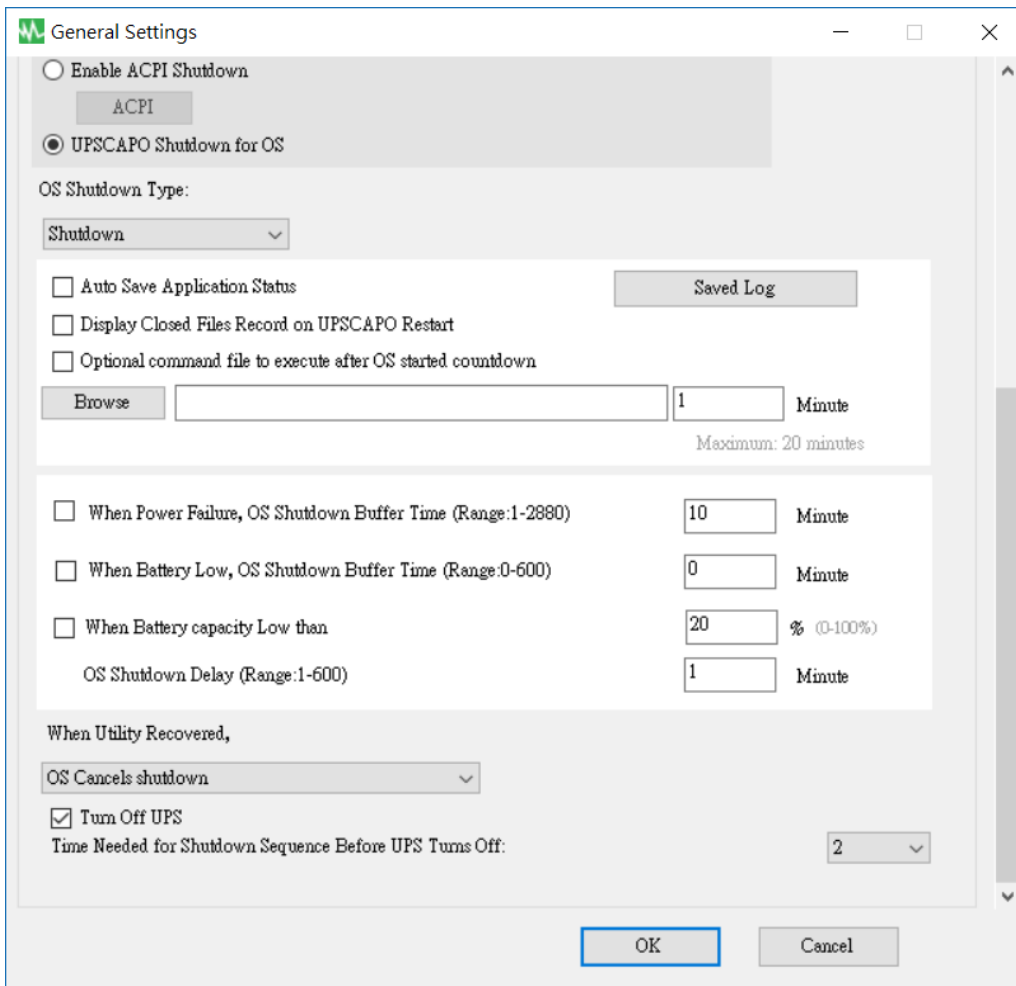 General Settings
Enable ACPI Shutdown
ACPI
UPSCAPO Shutdown for OS
OS Shutdown Type:
Shutdown
Auto Save Application Status Saved Log
Display Closed Files Record on UPSCAPO Restart
Optional command file to execute after OS started countdown
Browse 1 Minute
Maximum: 20 minutes
When Power Failure, OS Shutdown Buffer Time (Range:1-2880) 10 Minute
When Battery Low, OS Shutdown Buffer Time (Range:0-600) 0 Minute
When Battery capacity Low than 20 % (0-100%)
OS Shutdown Delay (Range:1-600) 1 Minute
When Utility Recovered,
OS Cancels shutdown
Turn Off UPS
Time Needed for Shutdown Sequence Before UPS Turns Off: 2
OK Cancel